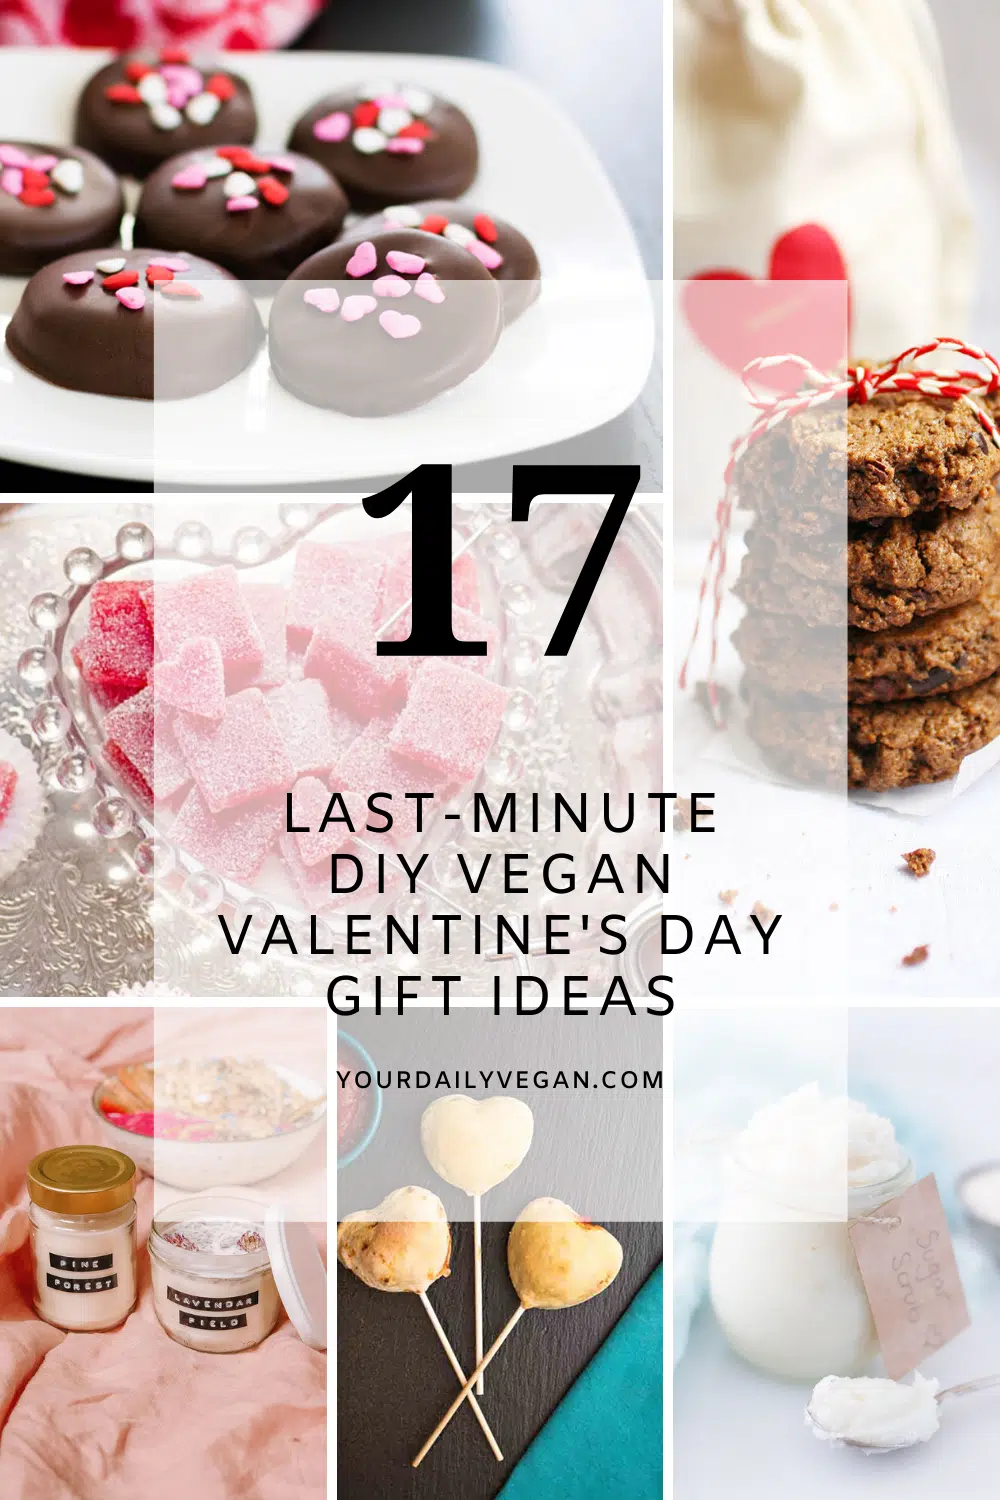 17
LAST-MINUTE
DIY VEGAN
VALENTINE'S DAY
GIFT IDEAS
YOURDAILYVEGAN.COM
PINE
FOREST
LAVENDAR
FIELD
Sugar
Scrub